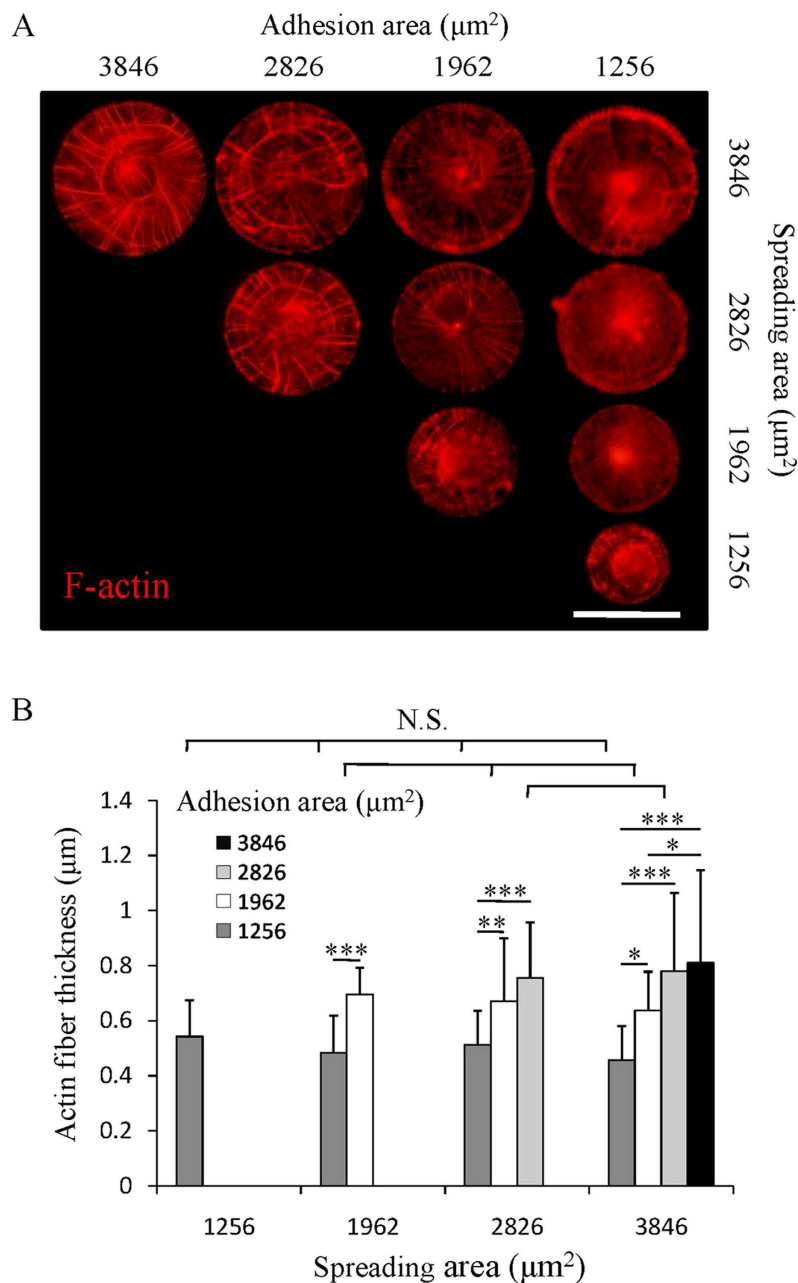 A
Adhesion area (μm²)
3846 2826 1962 1256
3846
2826
1962
1256
Spreading area (μm²)
F-actin
B
N.S.
Adhesion area (μm²)
3846
2826
1962
1256
***
*
***
*
***
**
***
1.4
1.2
1
0.8
0.6
0.4
0.2
0
Actin fiber thickness (μm)
1256 1962 2826 3846
Spreading area (μm²)